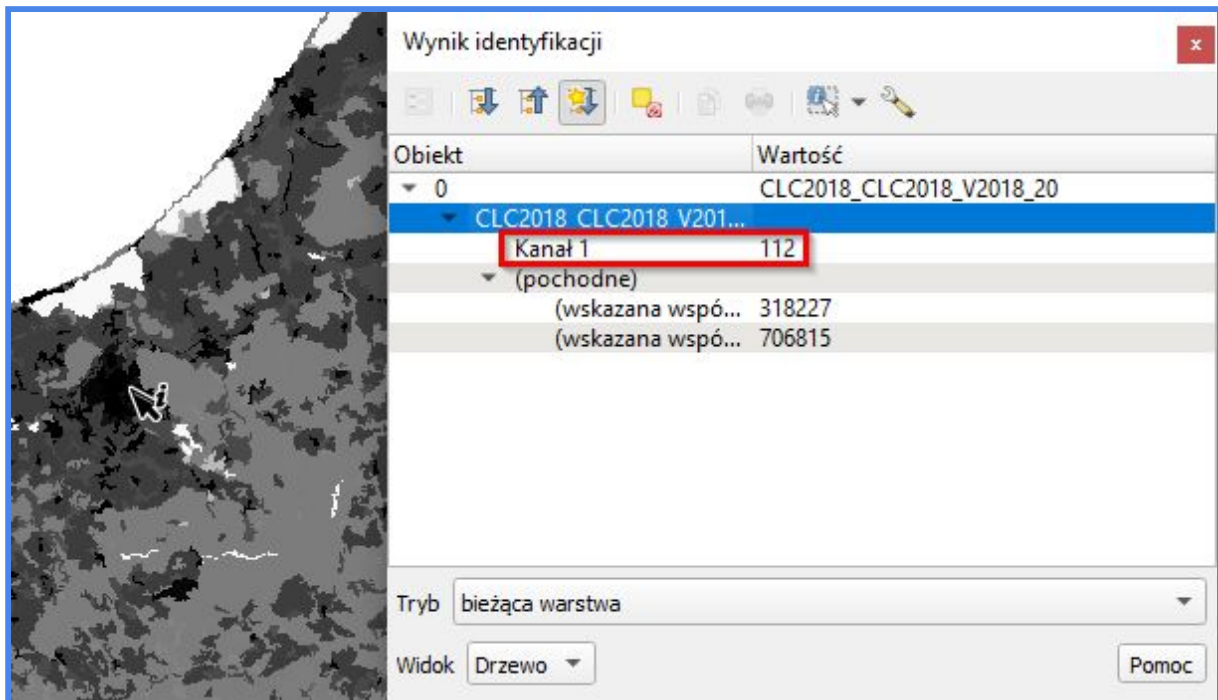 Wynik identyfikacji
x
Obiekt Wartość
0 CLC2018_CLC2018_V2018_20
CLC2018_CLC2018_V201...
Kanał 1 112
(pochodne)
(wskazana wspó... 318227
(wskazana wspó... 706815
Tryb bieżąca warstwa
Widok Drzewo Pomoc